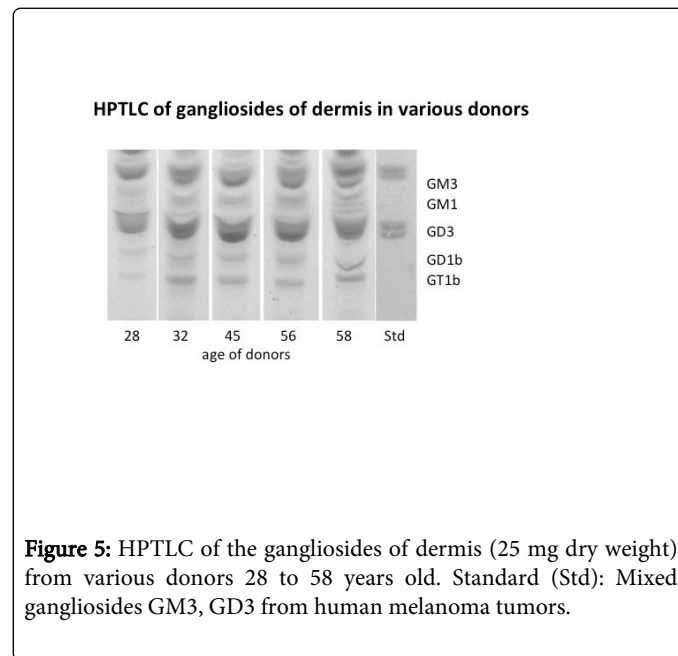 HPTLC of gangliosides of dermis in various donors
GM3
GM1
GD3
GD1b
GT1b
28 32 45 56 58 Std
age of donors
Figure 5: HPTLC of the gangliosides of dermis (25 mg dry weight)
from various donors 28 to 58 years old. Standard (Std): Mixed
gangliosides GM3, GD3 from human melanoma tumors.